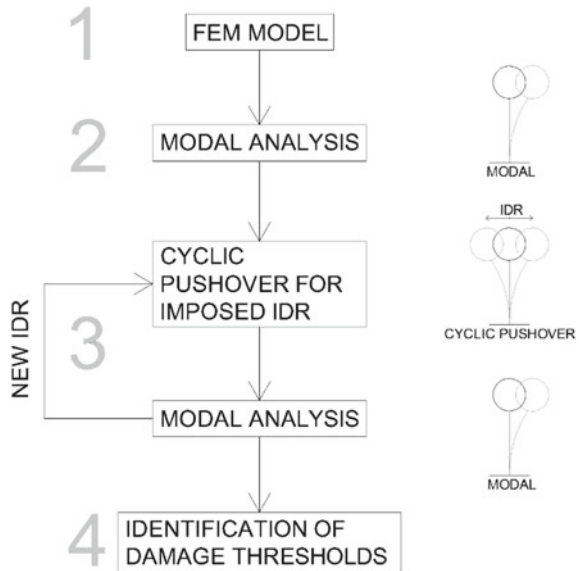 1
FEM MODEL
2
MODAL ANALYSIS
MODAL
IDR
3
CYCLIC
PUSHOVER FOR
IMPOSED IDR
CYCLIC PUSHOVER
NEW IDR
MODAL ANALYSIS
MODAL
4
IDENTIFICATION OF
DAMAGE THRESHOLDS